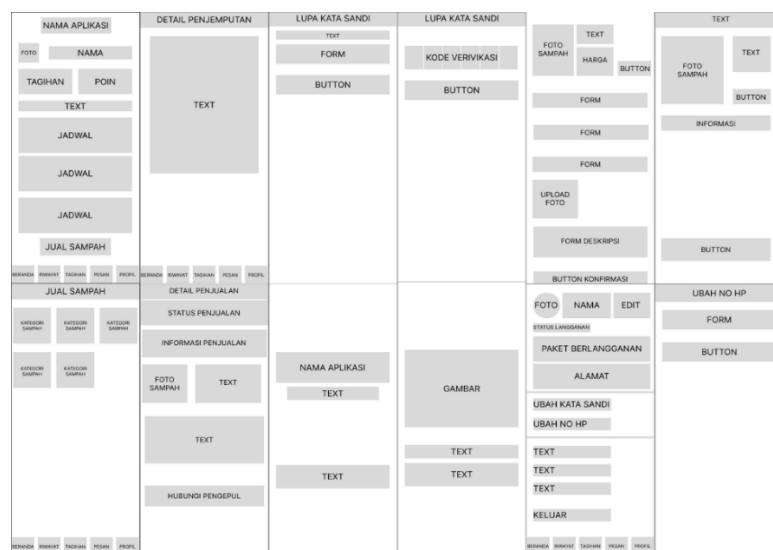 NAMA APLIKASI
FOTO
NAMA
TAGIHAN
POIN
TEXT
JADWAL
JADWAL
JADWAL
JUAL SAMPAH
BERANDA RIWAYAT TAGIHAN PESAN PROFIL
DETAIL PENJEMPUTAN
TEXT
BERANDA RIWAYAT TAGIHAN PESAN PROFIL
LUPA KATA SANDI
TEXT
FORM
BUTTON
LUPA KATA SANDI
KODE VERIVIKASI
BUTTON
FOTO
SAMPAH
TEXT
HARGA
BUTTON
FORM
FORM
FORM
UPLOAD
FOTO
FORM DESKRIPSI
BUTTON KONFIRMASI
TEXT
FOTO
SAMPAH
TEXT
BUTTON
INFORMASI
BUTTON
JUAL SAMPAH
KATEGORI
SAMPAH
KATEGORI
SAMPAH
KATEGORI
SAMPAH
KATEGORI
SAMPAH
KATEGORI
SAMPAH
BERANDA RIWAYAT TAGIHAN PESAN PROFIL
DETAIL PENJUALAN
STATUS PENJUALAN
INFORMASI PENJUALAN
FOTO
SAMPAH
TEXT
TEXT
HUBUNGI PENGEPUL
BERANDA RIWAYAT TAGIHAN PESAN PROFIL
NAMA APLIKASI
TEXT
TEXT
GAMBAR
TEXT
TEXT
FOTO
NAMA
EDIT
STATUS LANGGANAN
PAKET BERLANGGANAN
ALAMAT
UBAH KATA SANDI
UBAH NO HP
TEXT
TEXT
TEXT
KELUAR
BERANDA RIWAYAT TAGIHAN PESAN PROFIL
UBAH NO HP
FORM
BUTTON